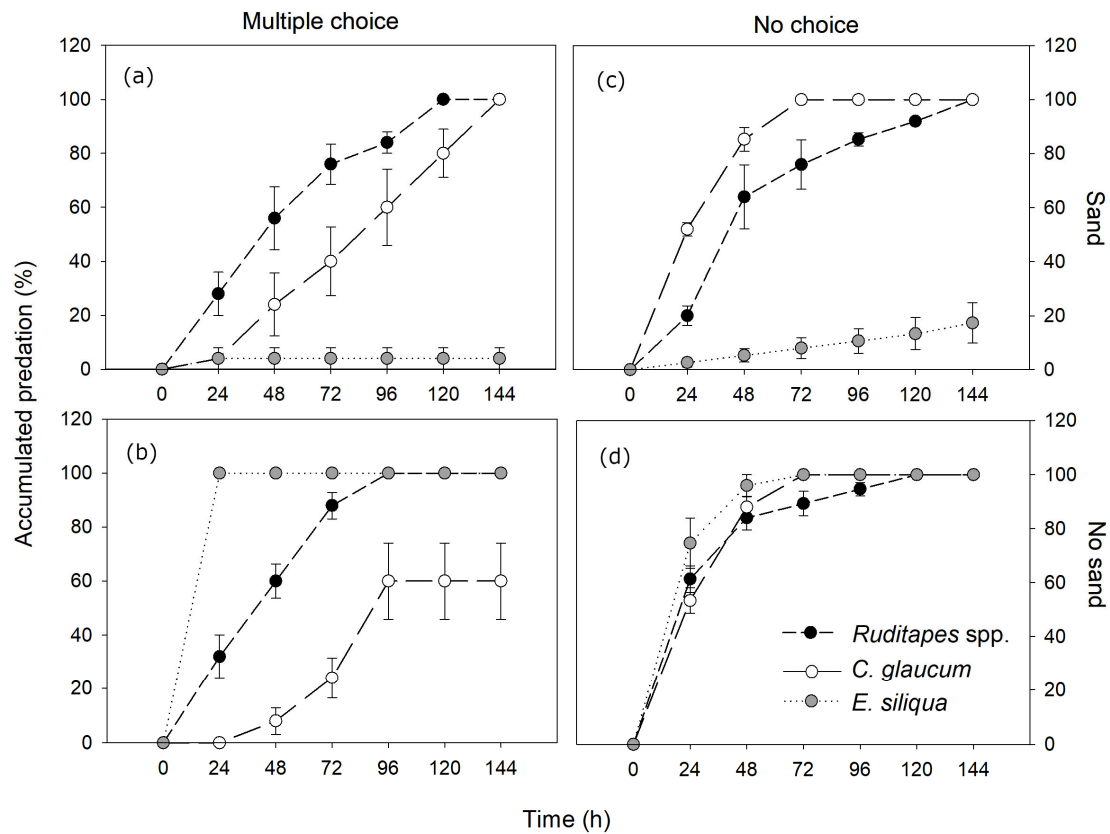 Multiple choice
No choice
Accumulated predation (%)
(a)
120
100
80
60
40
20
0
0 24 48 72 96 120 144
(c)
120
100
80
60
40
20
0
0 24 48 72 96 120 144
Sand
(b)
120
100
80
60
40
20
0
0 24 48 72 96 120 144
(d)
120
100
80
60
40
20
0
0 24 48 72 96 120 144
No sand
Ruditapes spp.
C. glaucum
E. siliqua
Time (h)